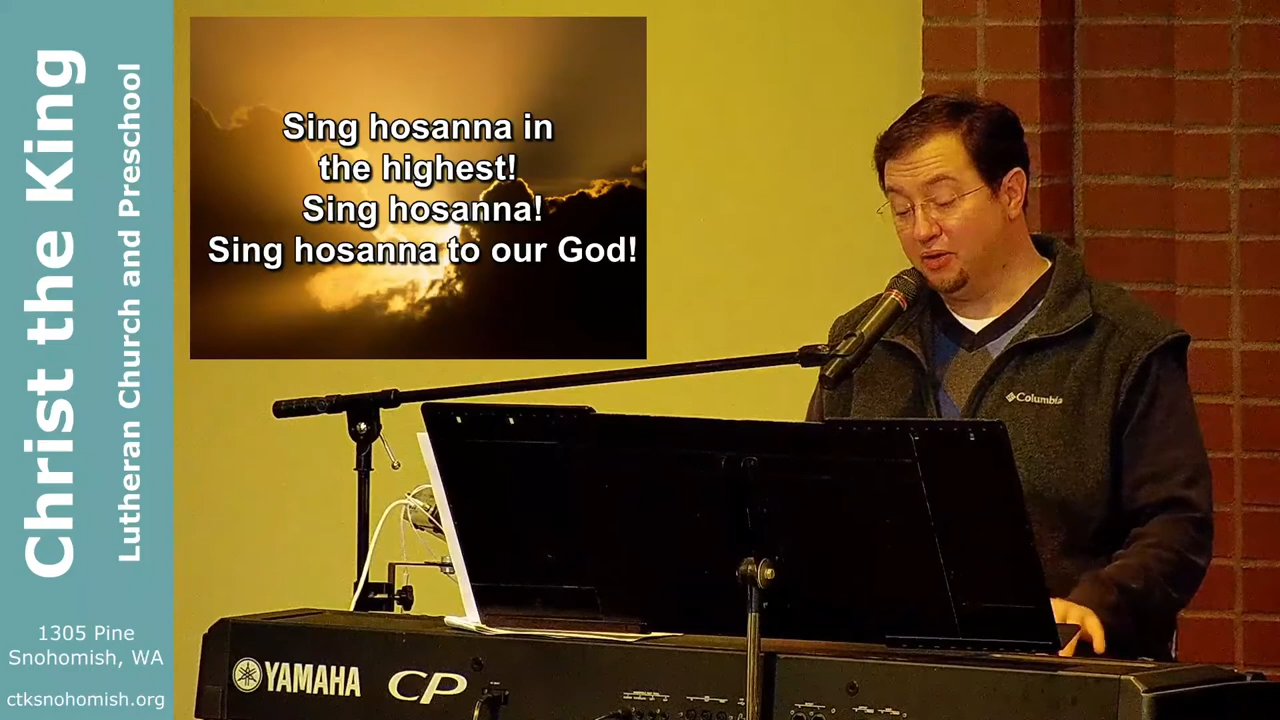 Christ the King
Lutheran Church and Preschool
1305 Pine
Snohomish, WA
ctksnohomish.org
Sing hosanna in
the highest!
Sing hosanna!
Sing hosanna to our God!
Columbia
YAMAHA CP